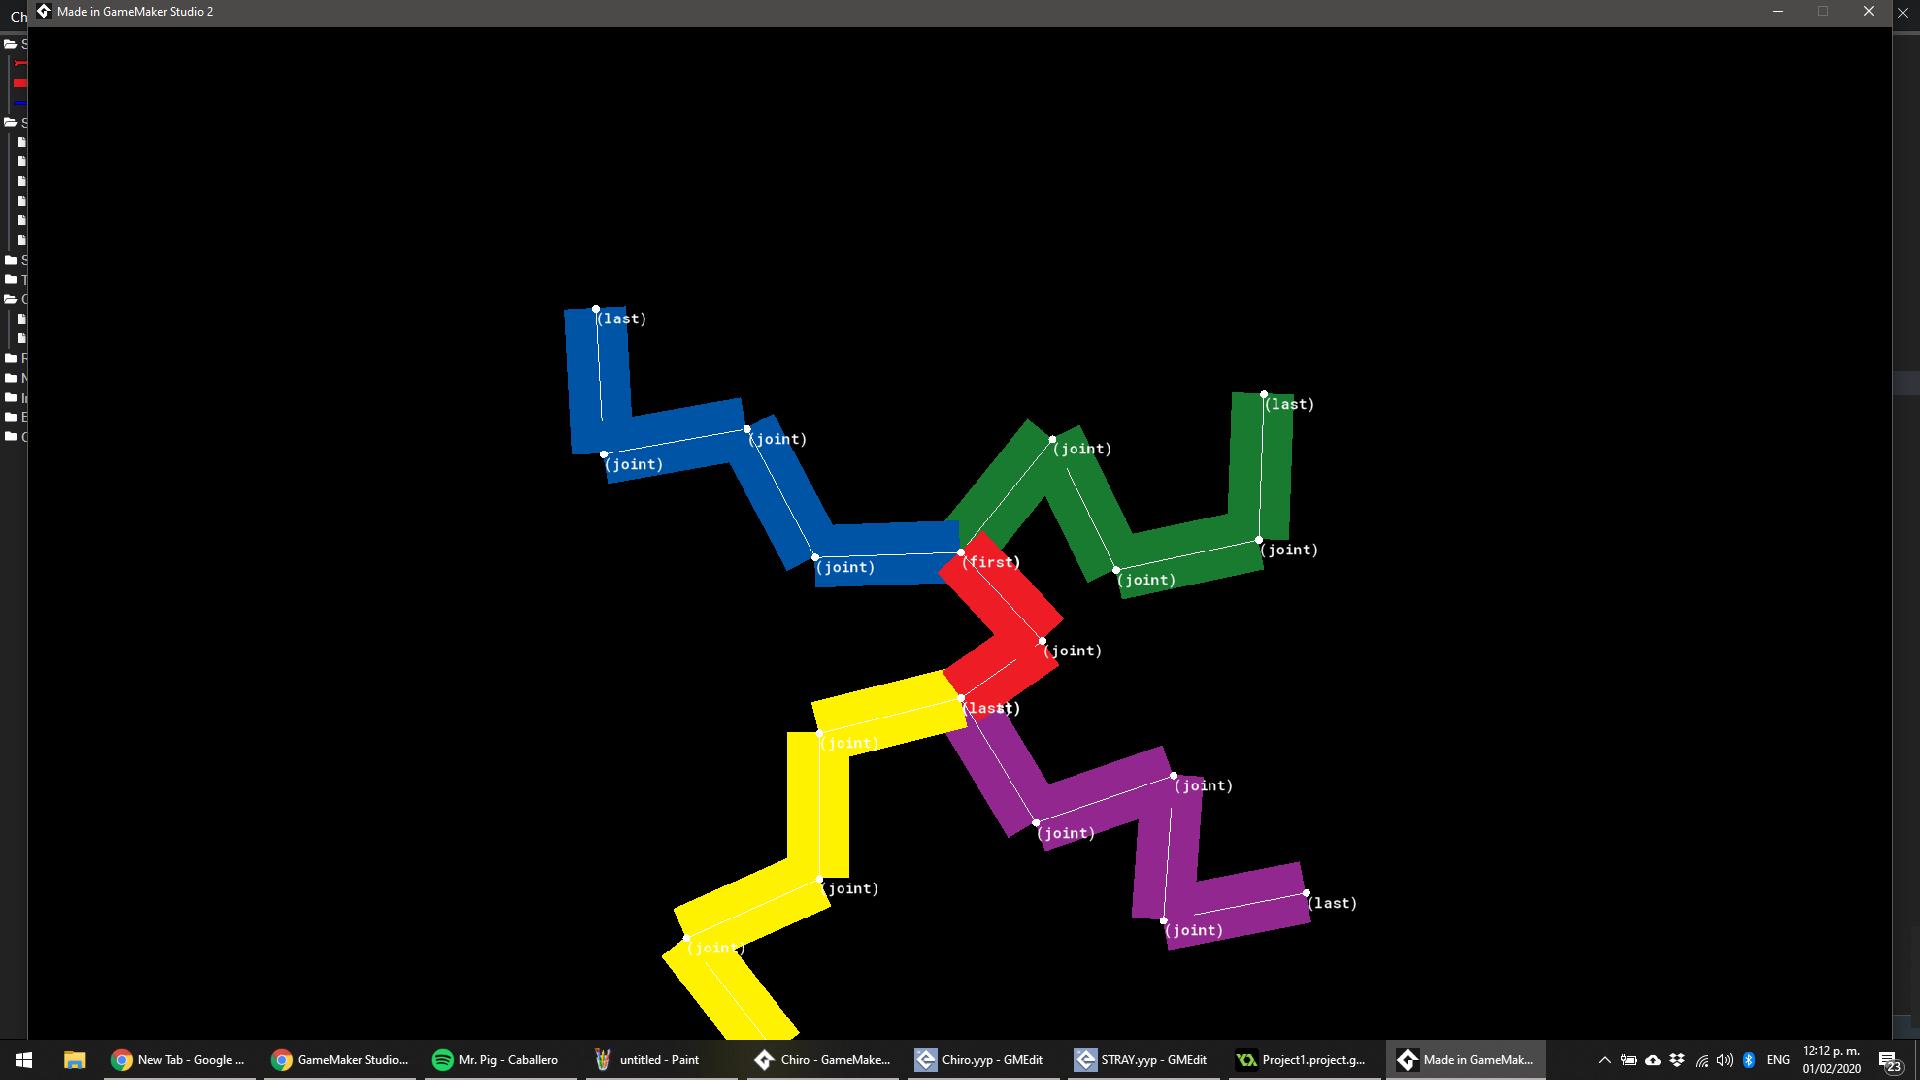 Ch
Made in GameMaker Studio 2
S
S
S
T
C
R
N
In
E
C
(last)
(last)
(joint)
(joint)
(joint)
(joint)
(joint)
(first)
(joint)
(joint)
(joint)
(last)
(joint)
(joint)
(joint)
(joint)
(last)
(joint)
(joint)
New Tab - Google ...
GameMaker Studio...
Mr. Pig - Caballero
untitled - Paint
Chiro - GameMake...
Chiro.yyp - GMEdit
STRAY.yyp - GMEdit
Project1.project.g...
Made in GameMak...
ENG
12:12 p. m.
01/02/2020
23